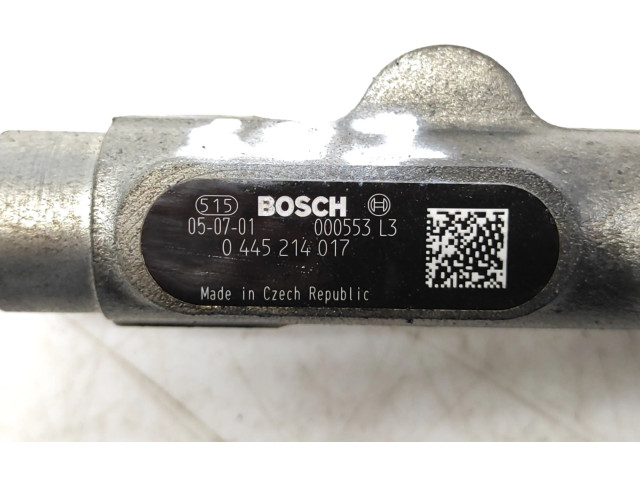 515 BOSCH
05-07-01 000553 L3
0 445 214 017
Made in Czech Republic